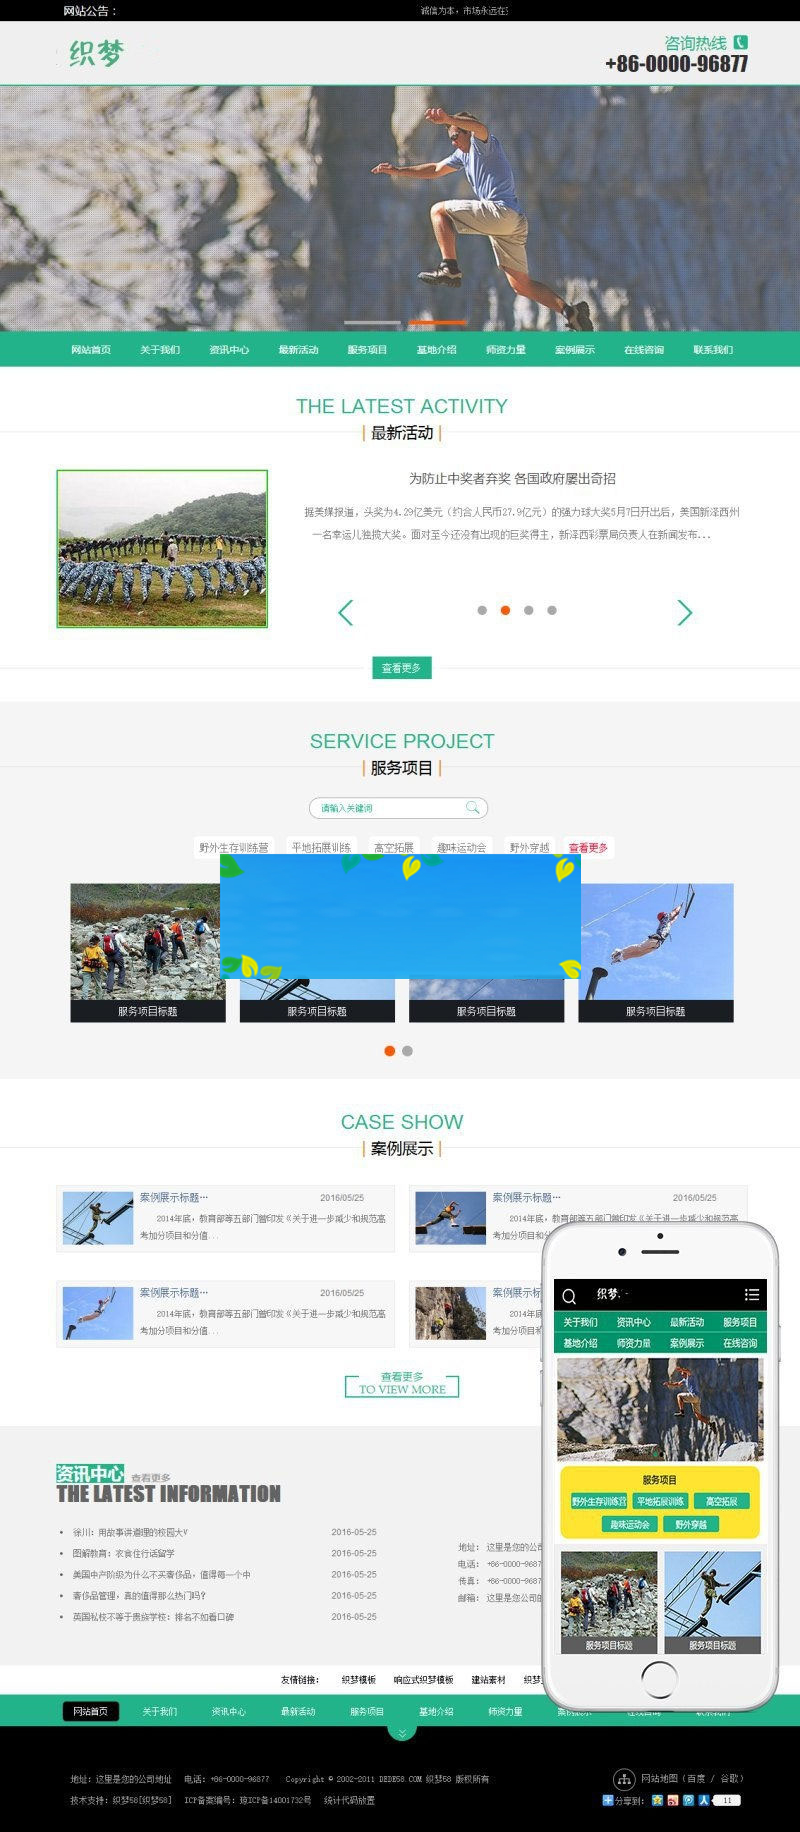 网站公告：
诚信为本，市场永远在
织梦
咨询热线
+86-0000-96877
网站首页 关于我们 资讯中心 最新活动 服务项目 基地介绍 师资力量 案例展示 在线咨询 联系我们
THE LATEST ACTIVITY
最新活动
为防止中奖者弃奖 各国政府屡出奇招
据美媒报道，头奖为4.29亿美元（约合人民币27.9亿元）的强力球大奖5月7日开出后，美国新泽西州
一名幸运儿独揽大奖。面对至今还没有出现的巨奖得主，新泽西彩票局负责人在新闻发布...
查看更多
SERVICE PROJECT
服务项目
请输入关键词
野外生存训练营 平地拓展训练 高空拓展 趣味运动会 野外穿越 查看更多
服务项目标题 服务项目标题 服务项目标题 服务项目标题
CASE SHOW
案例展示
案例展示标题… 2016/05/25
2014年底，教育部等五部门曾印发《关于进一步减少和规范高
考加分项目和分值...
案例展示标题… 2016/05/25
2014年底，教育部等五部门曾印发《关于进一步减少和规范高
考加分项目和分值...
案例展示标题… 2016/05/25
2014年底，教育部等五部门曾印发《关于进一步减少和规范高
考加分项目和分值...
案例展示标
2014年
考加分项目和分
查看更多
TO VIEW MORE
资讯中心 查看更多
THE LATEST INFORMATION
徐川：用故事讲道理的校园大V 2016-05-25
图解教育：衣食住行话留学 2016-05-25
美国中产阶级为什么不买奢侈品，值得每一个中 2016-05-25
奢侈品管理，真的值得那么热门吗？ 2016-05-25
英国私校不等于贵族学校：排名不如看口碑 2016-05-25
地址： 这里是您的公司
电话： +86-0000-9687
传真： +86-0000-9687
邮箱： 这里是您公司的
织梦
关于我们 资讯中心 最新活动 服务项目
基地介绍 师资力量 案例展示 在线咨询
服务项目
野外生存训练营 平地拓展训练 高空拓展
趣味运动会 野外穿越
服务项目标题 服务项目标题
友情链接： 织梦模板 响应式织梦模板 建站素材 织梦
网站首页 关于我们 资讯中心 最新活动 服务项目 基地介绍 师资力量 案例展示 在线咨询 联系我们
地址：这里是您的公司地址 电话：+86-0000-96877 Copyright © 2002-2011 DEDE58.COM 织梦58 版权所有
技术支持：织梦58[织梦58] ICP备案编号：琼ICP备14001732号 统计代码放置
网站地图（百度 / 谷歌）
分享到： 11